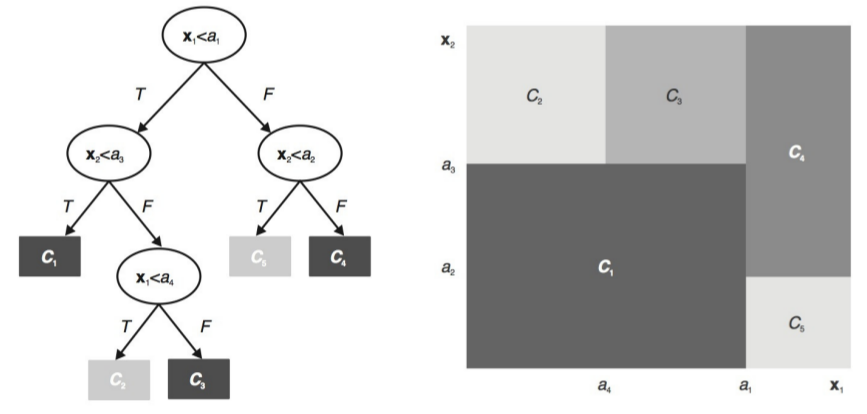 x₁<a₁
T F
x₂<a₃ x₂<a₂
T F T F
C₁ C₅ C₄
x₁<a₄
T F
C₂ C₃
x₂
C₂ C₃
C₄
a₃
a₂
C₁
C₅
a₄ a₁ x₁